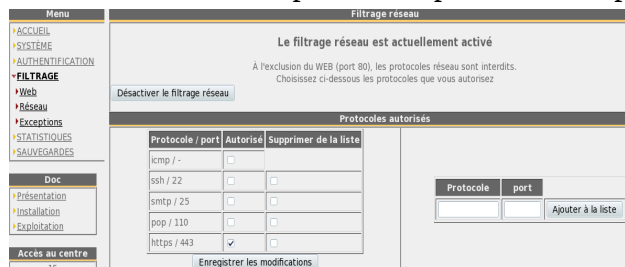 Menu
ACCUEIL
SYSTÈME
AUTHENTIFICATION
FILTRAGE
Web
Réseau
Exceptions
STATISTIQUES
SAUVEGARDES
Doc
Présentation
Installation
Exploitation
Accès au centre
Filtrage réseau
Le filtrage réseau est actuellement activé
À l'exclusion du WEB (port 80), les protocoles réseau sont interdits.
Choisissez ci-dessous les protocoles que vous autorisez
Désactiver le filtrage réseau
Protocoles autorisés
Protocole / port Autorisé Supprimer de la liste
icmp / -
ssh / 22
smtp / 25
pop / 110
https / 443
Enregistrer les modifications
Protocole port
Ajouter à la liste